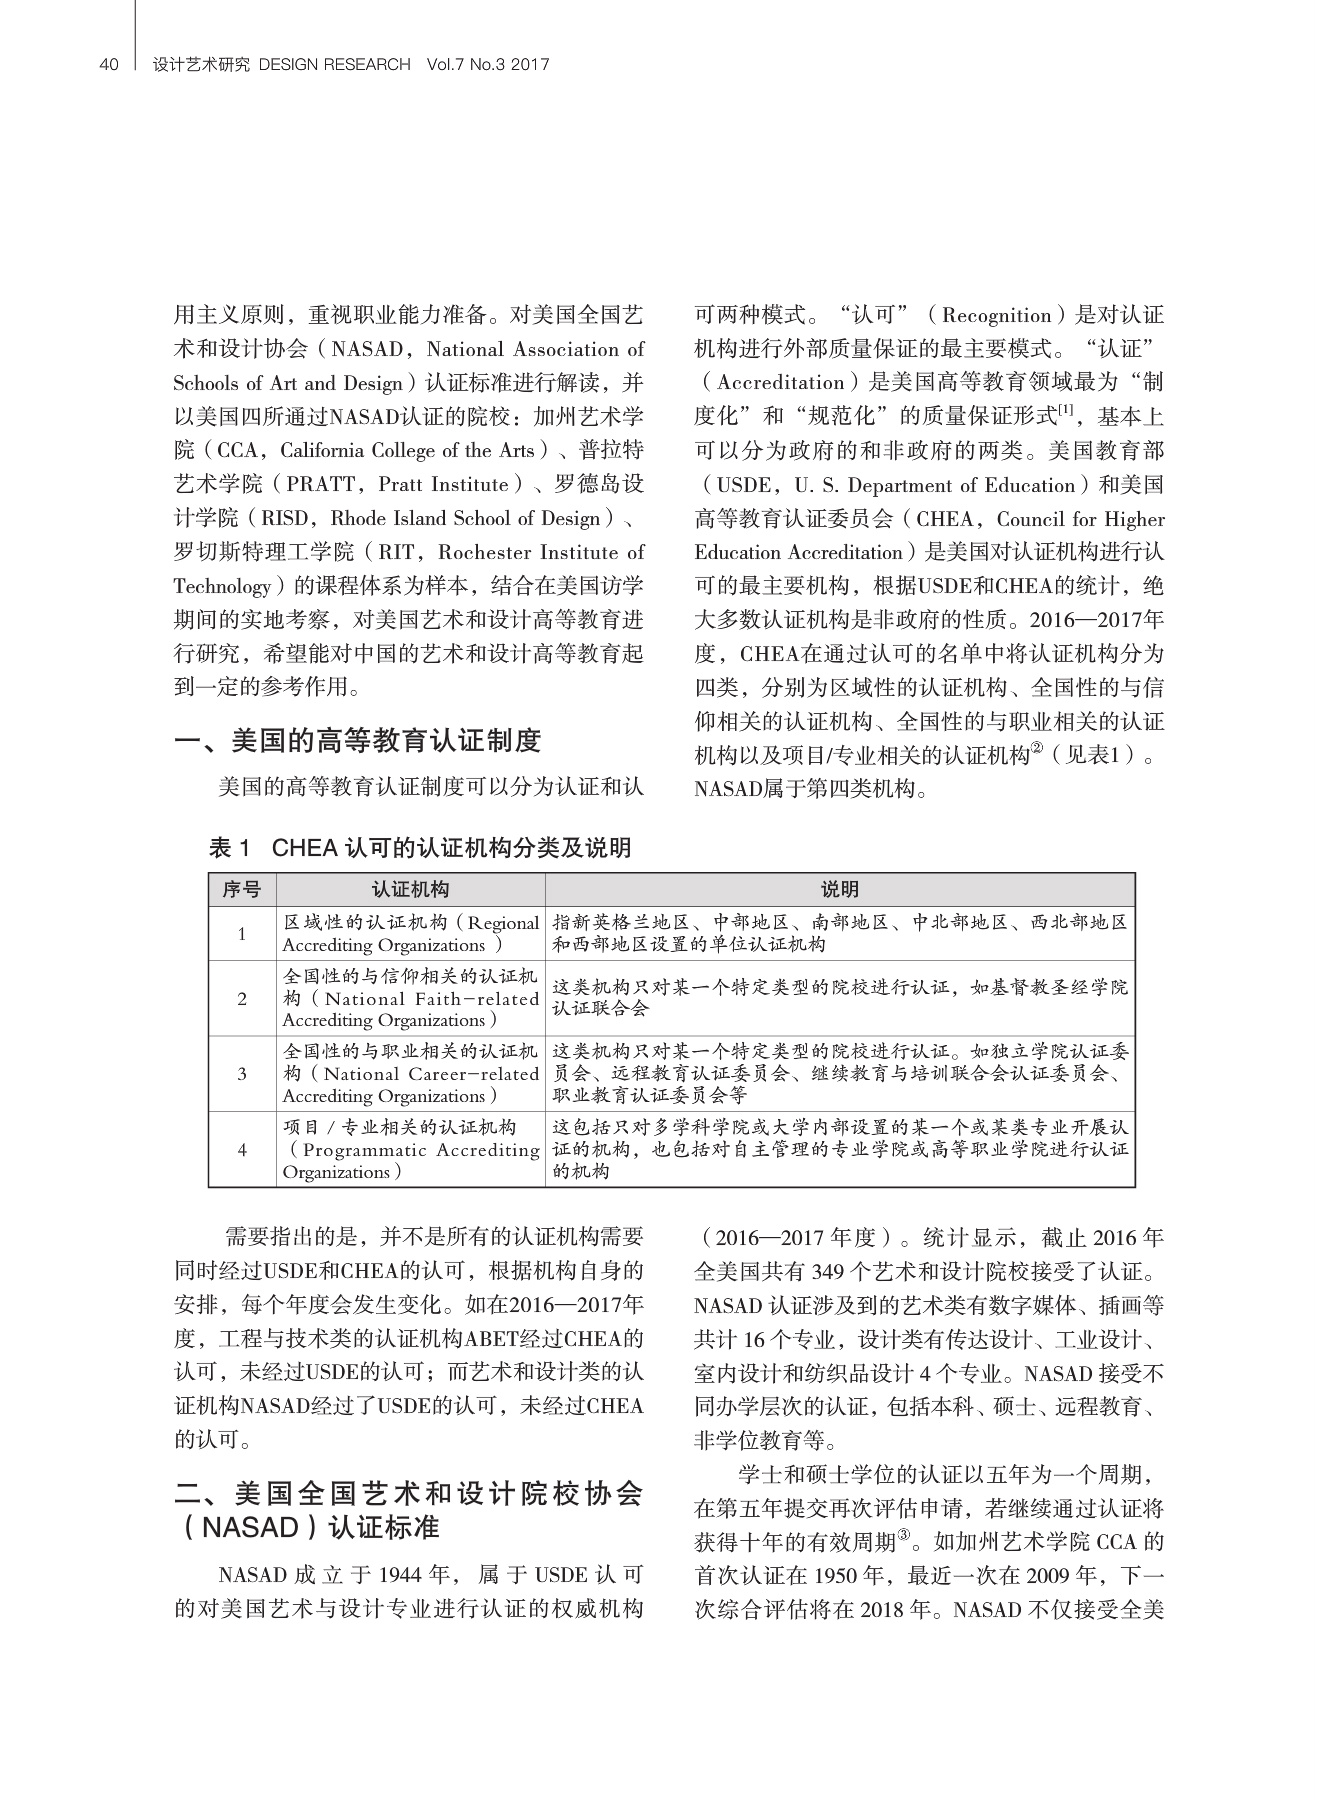 40 设计艺术研究 DESIGN RESEARCH Vol.7 No.3 2017
用主义原则，重视职业能力准备。对美国全国艺
术和设计协会（NASAD，National Association of
Schools of Art and Design）认证标准进行解读，并
以美国四所通过NASAD认证的院校：加州艺术学
院（CCA，California College of the Arts）、普拉特
艺术学院（PRATT，Pratt Institute）、罗德岛设
计学院（RISD，Rhode Island School of Design）、
罗切斯特理工学院（RIT，Rochester Institute of
Technology）的课程体系为样本，结合在美国访学
期间的实地考察，对美国艺术和设计高等教育进
行研究，希望能对中国的艺术和设计高等教育起
到一定的参考作用。
一、美国的高等教育认证制度
美国的高等教育认证制度可以分为认证和认
可两种模式。“认可”（Recognition）是对认证
机构进行外部质量保证的最主要模式。“认证”
（Accreditation）是美国高等教育领域最为“制
度化”和“规范化”的质量保证形式[1]，基本上
可以分为政府的和非政府的两类。美国教育部
（USDE，U. S. Department of Education）和美国
高等教育认证委员会（CHEA，Council for Higher
Education Accreditation）是美国对认证机构进行认
可的最主要机构，根据USDE和CHEA的统计，绝
大多数认证机构是非政府的性质。2016—2017年
度，CHEA在通过认可的名单中将认证机构分为
四类，分别为区域性的认证机构、全国性的与信
仰相关的认证机构、全国性的与职业相关的认证
机构以及项目/专业相关的认证机构②（见表1）。
NASAD属于第四类机构。
表 1 CHEA 认可的认证机构分类及说明
序号 认证机构 说明
1
区域性的认证机构（Regional
Accrediting Organizations ）
指新英格兰地区、中部地区、南部地区、中北部地区、西北部地区
和西部地区设置的单位认证机构
2
全国性的与信仰相关的认证机
构（National Faith-related
Accrediting Organizations）
这类机构只对某一个特定类型的院校进行认证，如基督教圣经学院
认证联合会
3
全国性的与职业相关的认证机
构（National Career-related
Accrediting Organizations）
这类机构只对某一个特定类型的院校进行认证。如独立学院认证委
员会、远程教育认证委员会、继续教育与培训联合会认证委员会、
职业教育认证委员会等
4
项目 / 专业相关的认证机构
（Programmatic Accrediting
Organizations）
这包括只对多学科学院或大学内部设置的某一个或某类专业开展认
证的机构，也包括对自主管理的专业学院或高等职业学院进行认证
的机构
需要指出的是，并不是所有的认证机构需要
同时经过USDE和CHEA的认可，根据机构自身的
安排，每个年度会发生变化。如在2016—2017年
度，工程与技术类的认证机构ABET经过CHEA的
认可，未经过USDE的认可；而艺术和设计类的认
证机构NASAD经过了USDE的认可，未经过CHEA
的认可。
二、美国全国艺术和设计院校协会
（NASAD）认证标准
NASAD 成立于 1944 年，属于 USDE 认可
的对美国艺术与设计专业进行认证的权威机构
（2016—2017 年度）。统计显示，截止 2016 年
全美国共有 349 个艺术和设计院校接受了认证。
NASAD 认证涉及到的艺术类有数字媒体、插画等
共计 16 个专业，设计类有传达设计、工业设计、
室内设计和纺织品设计 4 个专业。NASAD 接受不
同办学层次的认证，包括本科、硕士、远程教育、
非学位教育等。
学士和硕士学位的认证以五年为一个周期，
在第五年提交再次评估申请，若继续通过认证将
获得十年的有效周期③。如加州艺术学院 CCA 的
首次认证在 1950 年，最近一次在 2009 年，下一
次综合评估将在 2018 年。NASAD 不仅接受全美